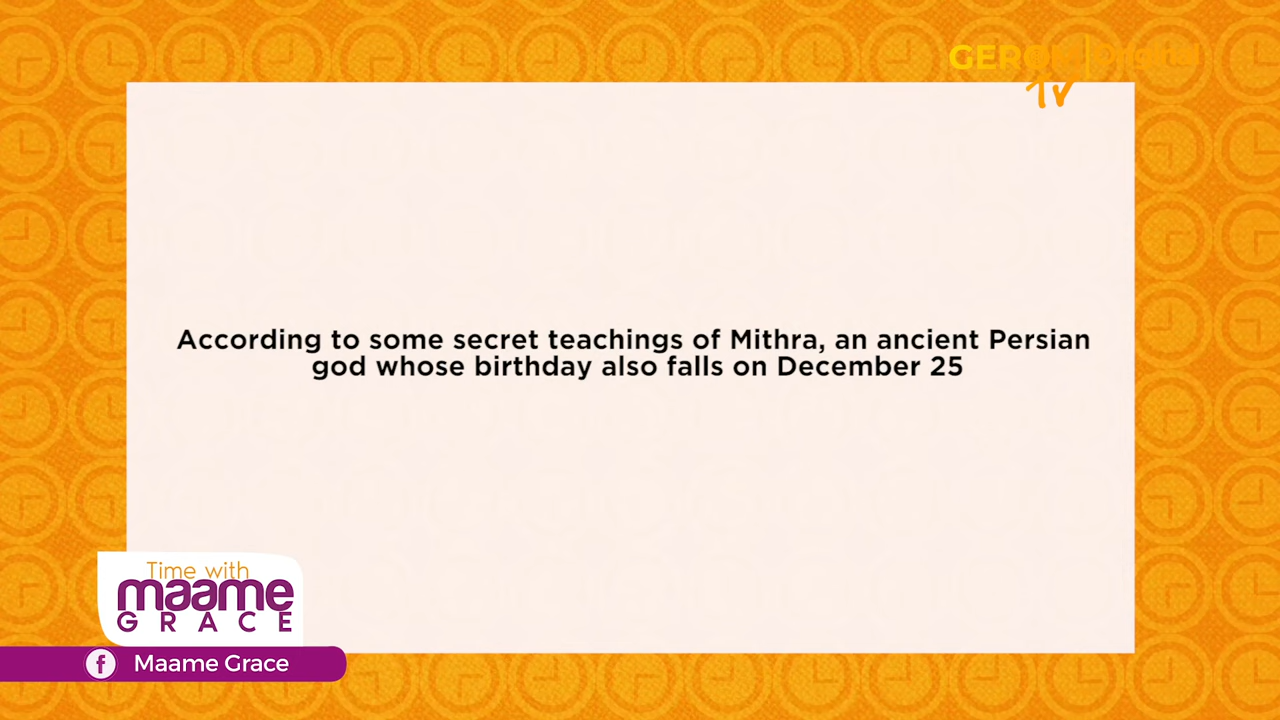 TV
According to some secret teachings of Mithra, an ancient Persian
god whose birthday also falls on December 25
Time with
maame
GRACE
Maame Grace